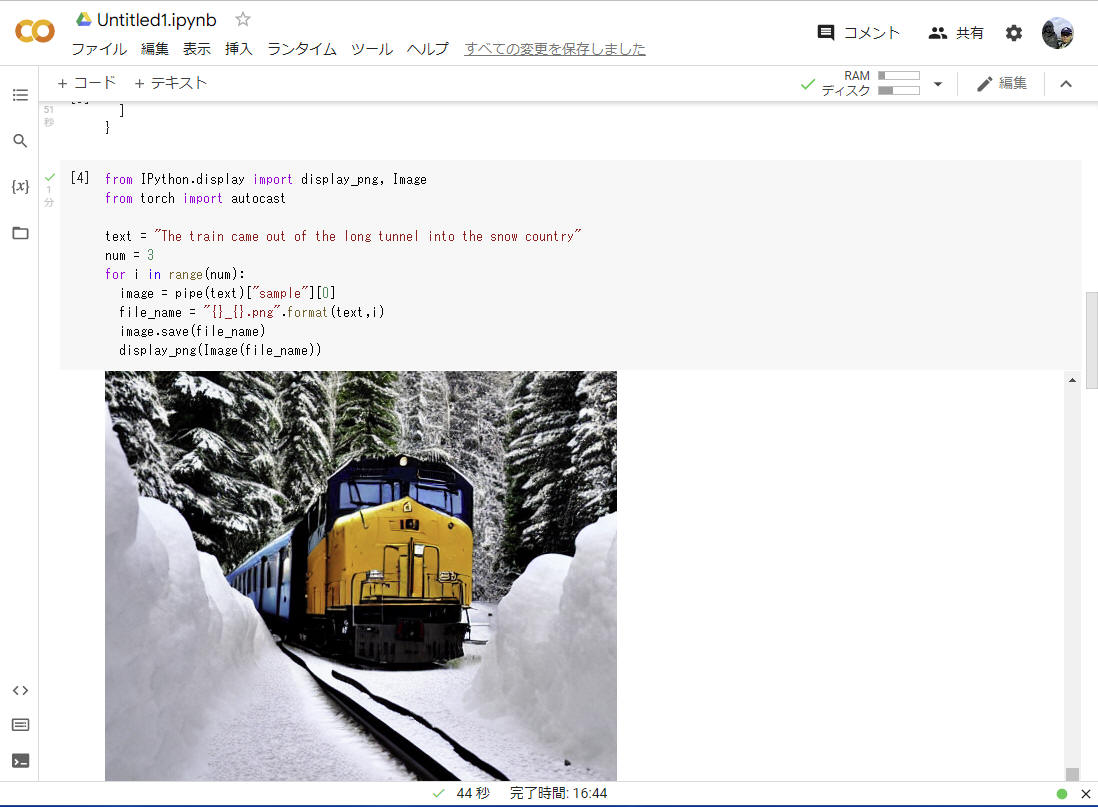 CO Untitled1.ipynb
ファイル 編集 表示 挿入 ランタイム ツール ヘルプ すべての変更を保存しました
コメント 共有
+ コード + テキスト
RAM
ディスク
編集
51
秒
]
}
{x}
1
分
[4] from IPython.display import display_png, Image
from torch import autocast
text = "The train came out of the long tunnel into the snow country"
num = 3
for i in range(num):
image = pipe(text)["sample"][0]
file_name = "{}_{}.png".format(text,i)
image.save(file_name)
display_png(Image(file_name))
44 秒 完了時間: 16:44